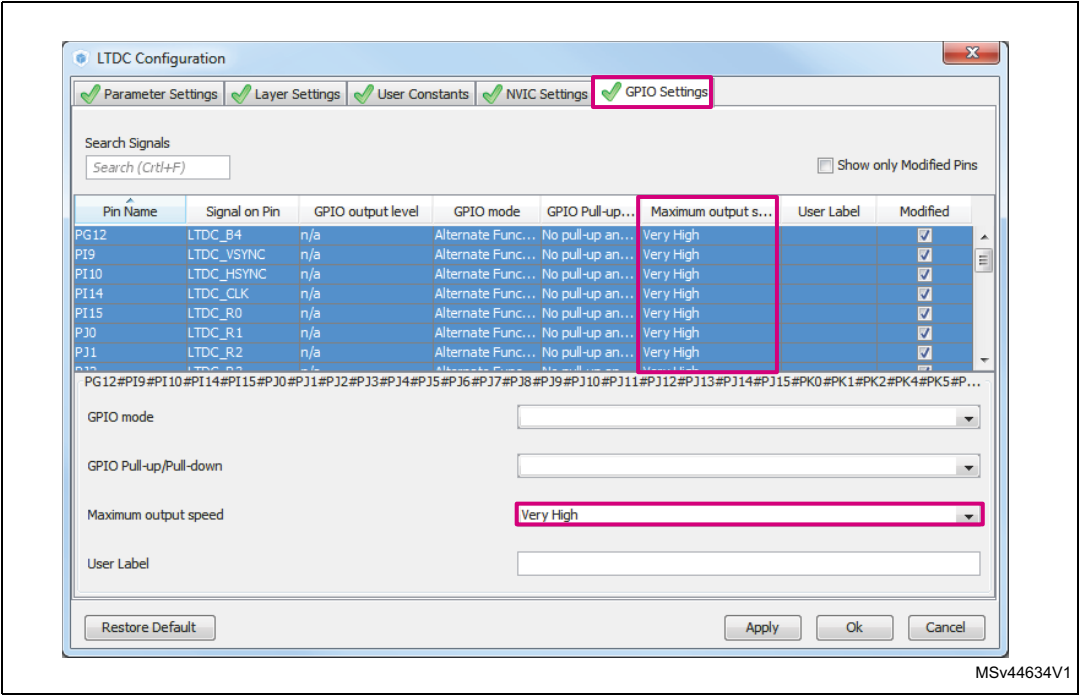 LTDC Configuration
Parameter Settings Layer Settings User Constants NVIC Settings GPIO Settings
Search Signals
Search (Crtl+F)
Show only Modified Pins
Pin Name Signal on Pin GPIO output level GPIO mode GPIO Pull-up... Maximum output s... User Label Modified
PG12 LTDC_B4 n/a Alternate Func... No pull-up an... Very High
PI9 LTDC_VSYNC n/a Alternate Func... No pull-up an... Very High
PI10 LTDC_HSYNC n/a Alternate Func... No pull-up an... Very High
PI14 LTDC_CLK n/a Alternate Func... No pull-up an... Very High
PI15 LTDC_R0 n/a Alternate Func... No pull-up an... Very High
PJ0 LTDC_R1 n/a Alternate Func... No pull-up an... Very High
PJ1 LTDC_R2 n/a Alternate Func... No pull-up an... Very High
PG12#PI9#PI10#PI14#PI15#PJ0#PJ1#PJ2#PJ3#PJ4#PJ5#PJ6#PJ7#PJ8#PJ9#PJ10#PJ11#PJ12#PJ13#PJ14#PJ15#PK0#PK1#PK2#PK4#PK5#P...
GPIO mode
GPIO Pull-up/Pull-down
Maximum output speed Very High
User Label
Restore Default Apply Ok Cancel
MSv44634V1